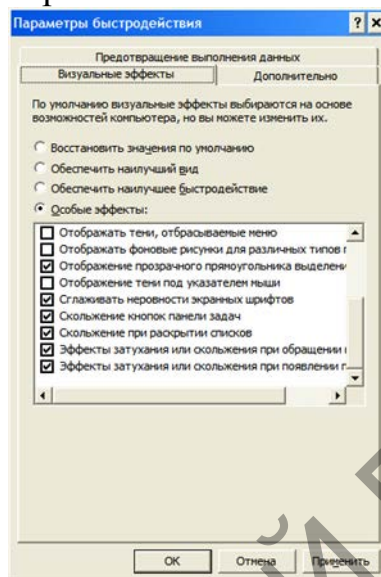 Параметры быстродействия
Предотвращение выполнения данных
Визуальные эффекты
Дополнительно
По умолчанию визуальные эффекты выбираются на основе
возможностей компьютера, но вы можете изменить их.
Восстановить значения по умолчанию
Обеспечить наилучший вид
Обеспечить наилучшее быстродействие
Особые эффекты:
Отображать тени, отбрасываемые меню
Отображать фоновые рисунки для различных типов п
Отображение прозрачного прямоугольника выделени
Отображение тени под указателем мыши
Сглаживать неровности экранных шрифтов
Скольжение кнопок панели задач
Скольжение при раскрытии списков
Эффекты затухания или скольжения при обращении
Эффекты затухания или скольжения при появлении п
OK
Отмена
Применить